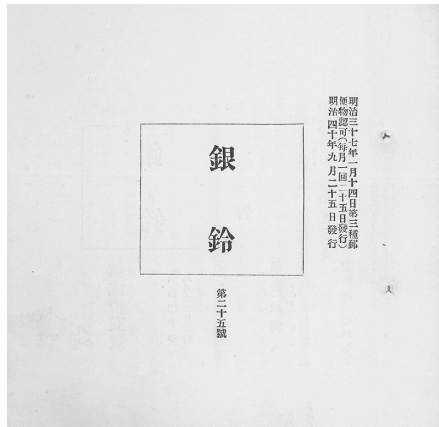 明治三十七年一月十四日第三種郵
便物認可（每月一回二十五日發行）
明治四十年九月二十五日發行
銀鈴
第二十五號